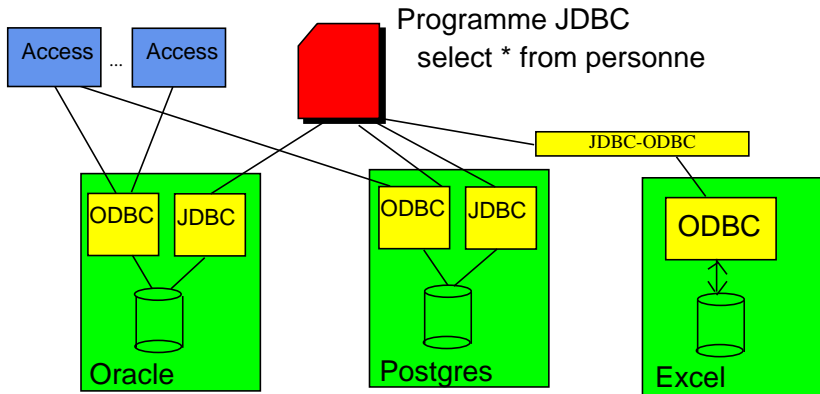 Programme JDBC
select * from personne
Access ... Access
JDBC-ODBC
ODBC JDBC
ODBC JDBC
ODBC
Oracle
Postgres
Excel